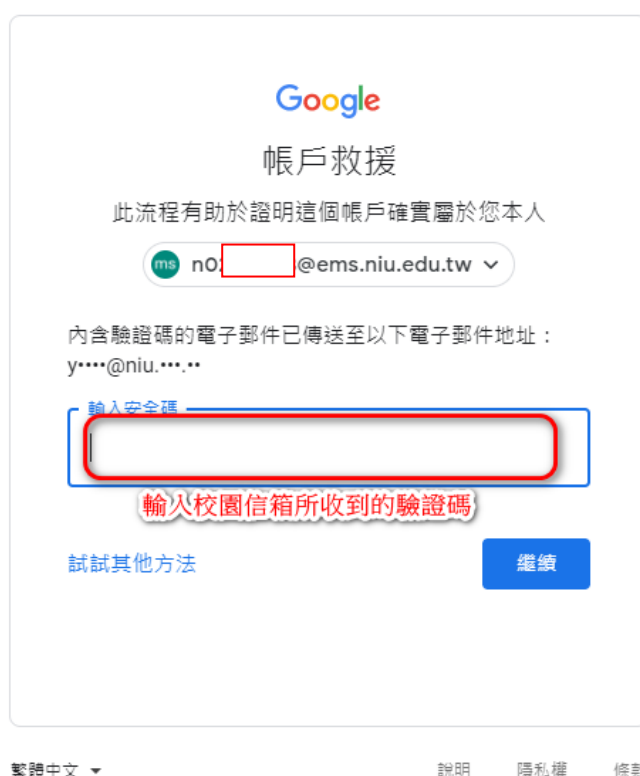 Google
帳戶救援
此流程有助於證明這個帳戶確實屬於您本人
ms n02 @ems.niu.edu.tw
內含驗證碼的電子郵件已傳送至以下電子郵件地址：
y••••@niu.•••.••
輸入安全碼
輸入校園信箱所收到的驗證碼
試試其他方法 繼續
繁體中文 說明 隱私權 條款